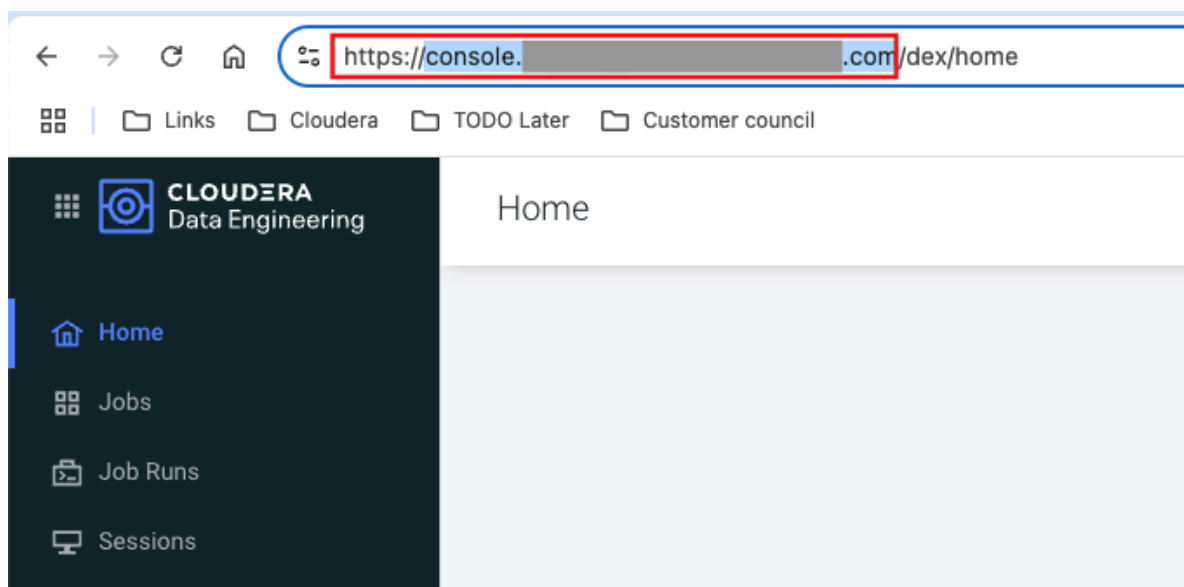 https://console. .com/dex/home
Links Cloudera TODO Later Customer council
CLOUDERA
Data Engineering
Home
Home
Jobs
Job Runs
Sessions